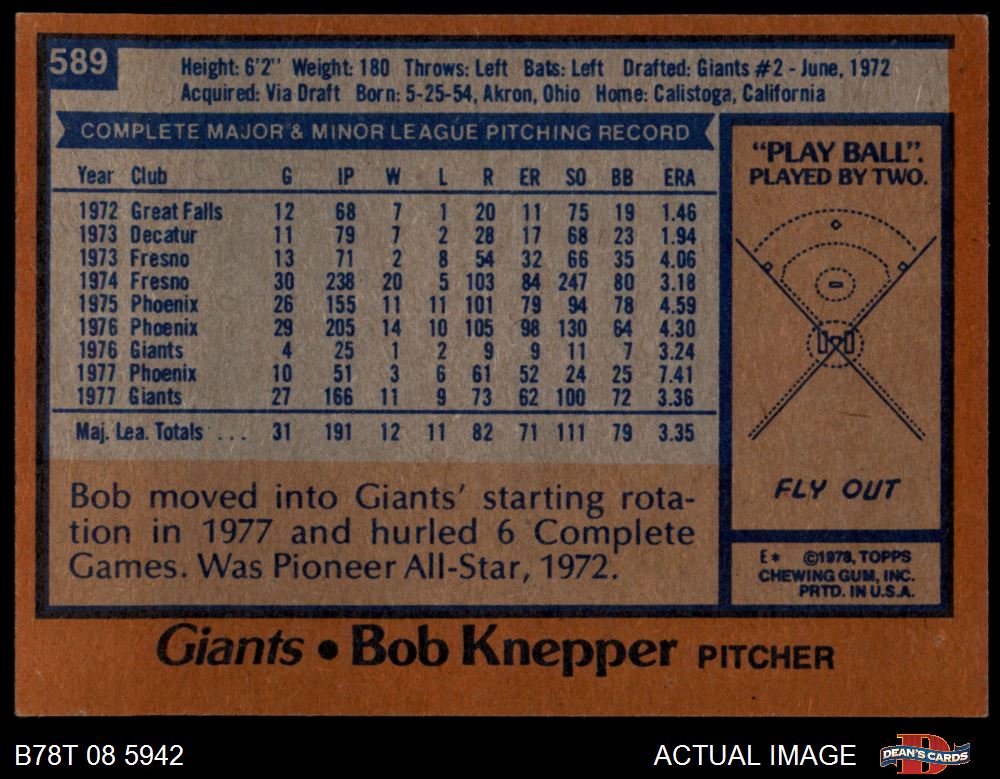 589
Height: 6'2" Weight: 180 Throws: Left Bats: Left Drafted: Giants #2 - June, 1972
Acquired: Via Draft Born: 5-25-54, Akron, Ohio Home: Calistoga, California
COMPLETE MAJOR & MINOR LEAGUE PITCHING RECORD
Year Club G IP W L R ER SO BB ERA
1972 Great Falls 12 68 7 1 20 11 75 19 1.46
1973 Decatur 11 79 7 2 28 17 68 23 1.94
1973 Fresno 13 71 2 8 54 32 66 35 4.06
1974 Fresno 30 238 20 5 103 84 247 80 3.18
1975 Phoenix 26 155 11 11 101 79 94 78 4.59
1976 Phoenix 29 205 14 10 105 98 130 64 4.30
1976 Giants 4 25 1 2 9 9 11 7 3.24
1977 Phoenix 10 51 3 6 61 52 24 25 7.41
1977 Giants 27 166 11 9 73 62 100 72 3.36
Maj. Lea. Totals ... 31 191 12 11 82 71 111 79 3.35
Bob moved into Giants' starting rota-
tion in 1977 and hurled 6 Complete
Games. Was Pioneer All-Star, 1972.
"PLAY BALL".
PLAYED BY TWO.
FLY OUT
E* ©1978, TOPPS
CHEWING GUM, INC.
PRTD. IN U.S.A.
Giants • Bob Knepper PITCHER
B78T 08 5942
ACTUAL IMAGE
DEAN'S CARDS